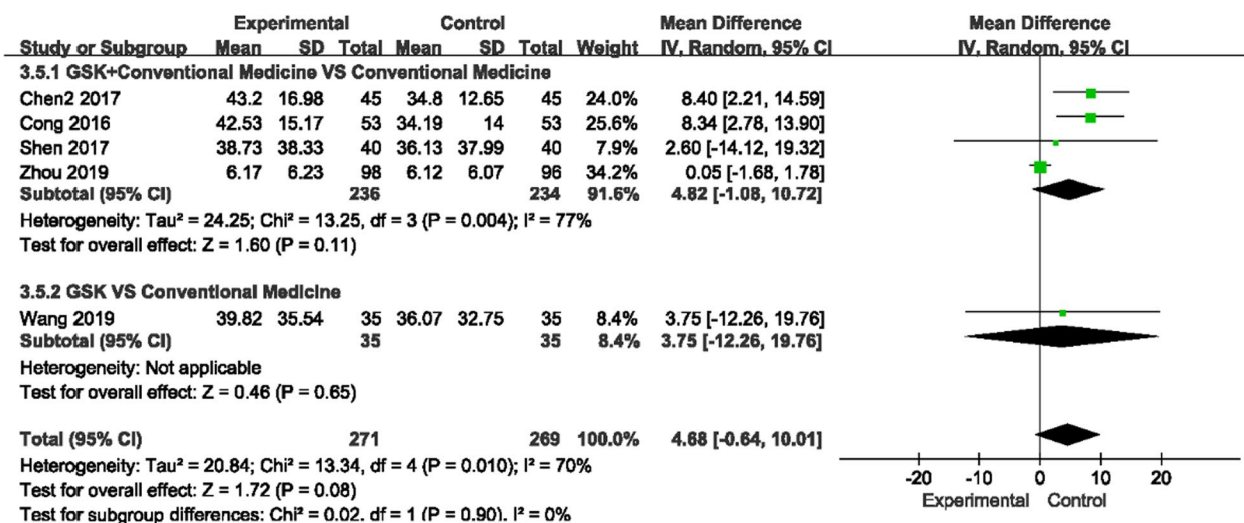 Experimental Control Mean Difference Mean Difference
Study or Subgroup Mean SD Total Mean SD Total Weight IV, Random, 95% CI IV, Random, 95% CI
3.5.1 GSK+Conventional Medicine VS Conventional Medicine
Chen2 2017 43.2 16.98 45 34.8 12.65 45 24.0% 8.40 [2.21, 14.59]
Cong 2016 42.53 15.17 53 34.19 14 53 25.6% 8.34 [2.78, 13.90]
Shen 2017 38.73 38.33 40 36.13 37.99 40 7.9% 2.60 [-14.12, 19.32]
Zhou 2019 6.17 6.23 98 6.12 6.07 96 34.2% 0.05 [-1.68, 1.78]
Subtotal (95% CI) 236 234 91.6% 4.82 [-1.08, 10.72]
Heterogeneity: Tau² = 24.25; Chi² = 13.25, df = 3 (P = 0.004); I² = 77%
Test for overall effect: Z = 1.60 (P = 0.11)
3.5.2 GSK VS Conventional Medicine
Wang 2019 39.82 35.54 35 36.07 32.75 35 8.4% 3.75 [-12.26, 19.76]
Subtotal (95% CI) 35 35 8.4% 3.75 [-12.26, 19.76]
Heterogeneity: Not applicable
Test for overall effect: Z = 0.46 (P = 0.65)
Total (95% CI) 271 269 100.0% 4.68 [-0.64, 10.01]
Heterogeneity: Tau² = 20.84; Chi² = 13.34, df = 4 (P = 0.010); I² = 70%
Test for overall effect: Z = 1.72 (P = 0.08)
Test for subgroup differences: Chi² = 0.02, df = 1 (P = 0.90), I² = 0%
-20 -10 0 10 20
Experimental Control